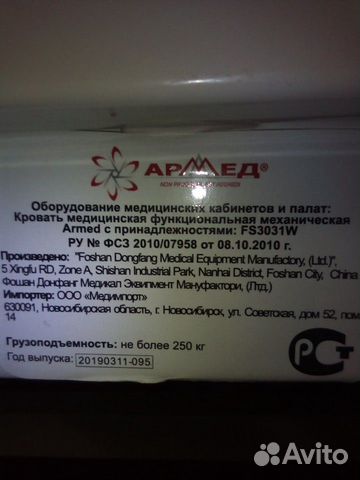 АРМЕД®
Оборудование медицинских кабинетов и палат:
Кровать медицинская функциональная механическая
Armed с принадлежностями: FS3031W
РУ № ФСЗ 2010/07958 от 08.10.2010 г.
Произведено: "Foshan Dongfang Medical Equipment Manufactory, (Ltd.)",
5 Xingfu RD, Zone A, Shishan Industrial Park, Nanhai District, Foshan City, China
Фошан Донфанг Медикал Эквипмент Мануфактори, (Лтд.)
Импортер: ООО «Медимпорт»
630091, Новосибирская область, г. Новосибирск, ул. Советская, дом 52, пом.
14
Грузоподъемность: не более 250 кг
Год выпуска: 20190311-095
РСТ
Avito